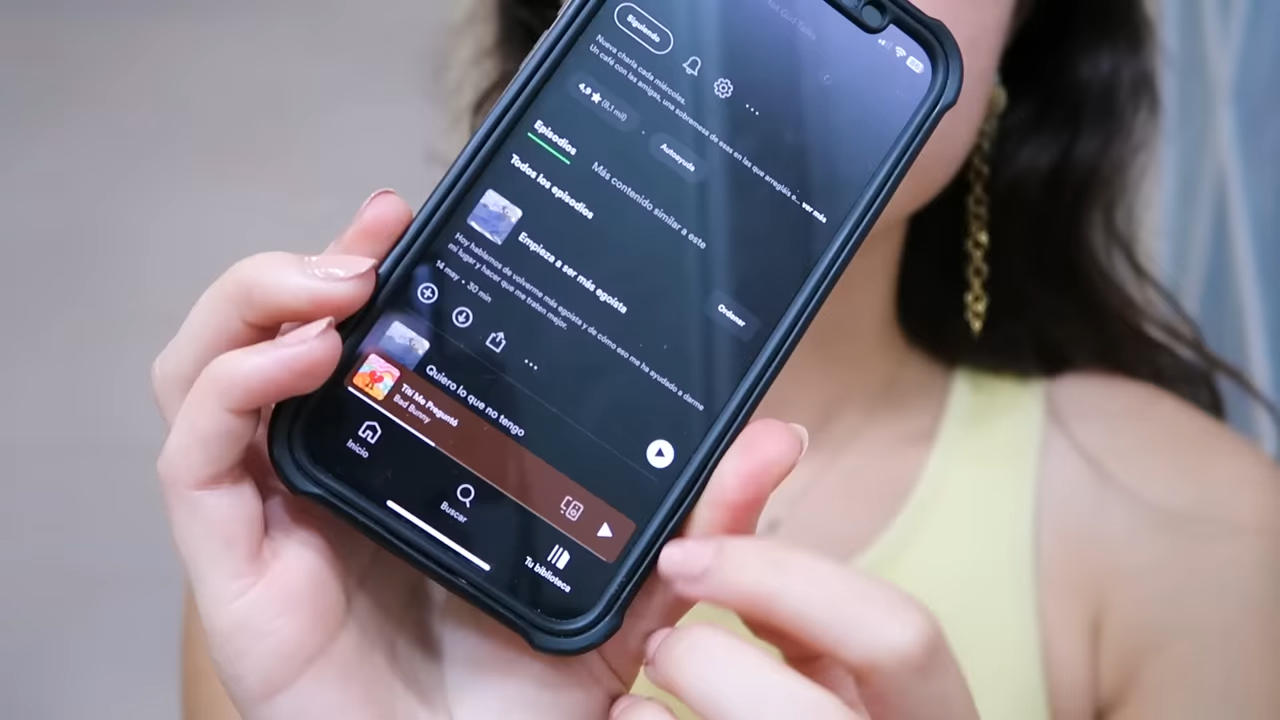 Siguiendo
Nueva charla cada miércoles.
Un café con las amigas, una sobremesa de esas en las que arregláis e... ver más
4,9 ★ (8,1 mil)
Autoayuda
Episodios
Más contenido similar a este
Todos los episodios
Ordenar
Empieza a ser más egoísta
Hoy hablamos de volverme más egoísta y de cómo eso me ha ayudado a darme
mi lugar y hacer que me traten mejor.
14 may • 30 min
Quiero lo que no tengo
Tití Me Preguntó
Bad Bunny
Inicio
Buscar
Tu biblioteca